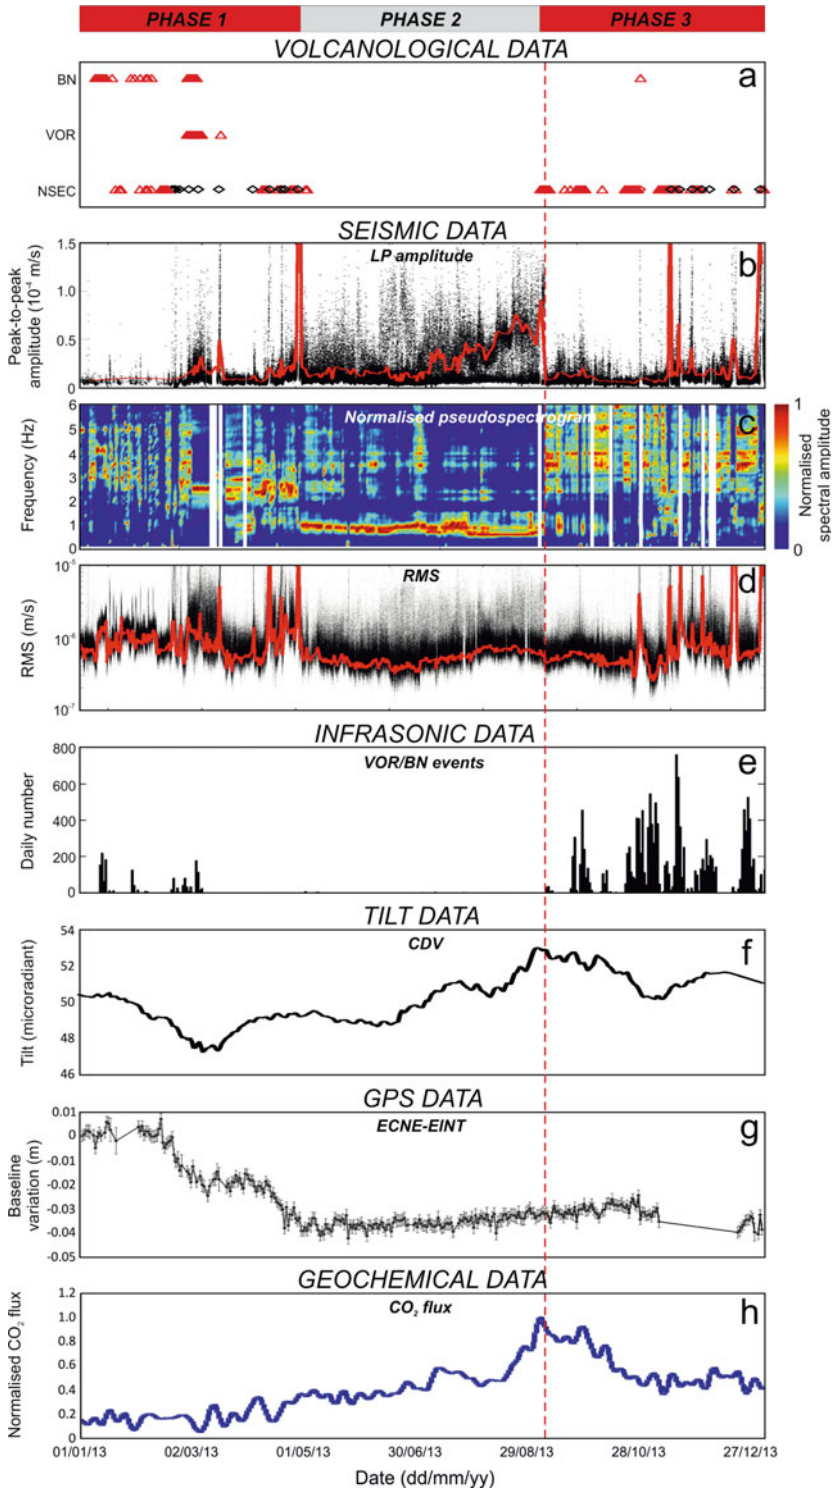 PHASE 1 PHASE 2 PHASE 3
VOLCANOLOGICAL DATA
a
BN
VOR
NSEC
SEISMIC DATA
LP amplitude
b
Peak-to-peak
amplitude (10⁻⁴ m/s)
1.5
1.0
0.5
0
Normalised pseudospectrogram
c
Frequency (Hz)
6
5
4
3
2
1
0
1
0
Normalised
spectral amplitude
RMS
d
RMS (m/s)
10⁻⁵
10⁻⁶
10⁻⁷
INFRASONIC DATA
VOR/BN events
e
Daily number
800
600
400
200
0
TILT DATA
CDV
f
Tilt (microradiant)
54
52
50
48
46
GPS DATA
ECNE-EINT
g
Baseline
variation (m)
0.01
0
-0.01
-0.02
-0.03
-0.04
-0.05
GEOCHEMICAL DATA
CO₂ flux
h
Normalised CO₂ flux
1.2
1.0
0.8
0.6
0.4
0.2
0
01/01/13 02/03/13 01/05/13 30/06/13 29/08/13 28/10/13 27/12/13
Date (dd/mm/yy)